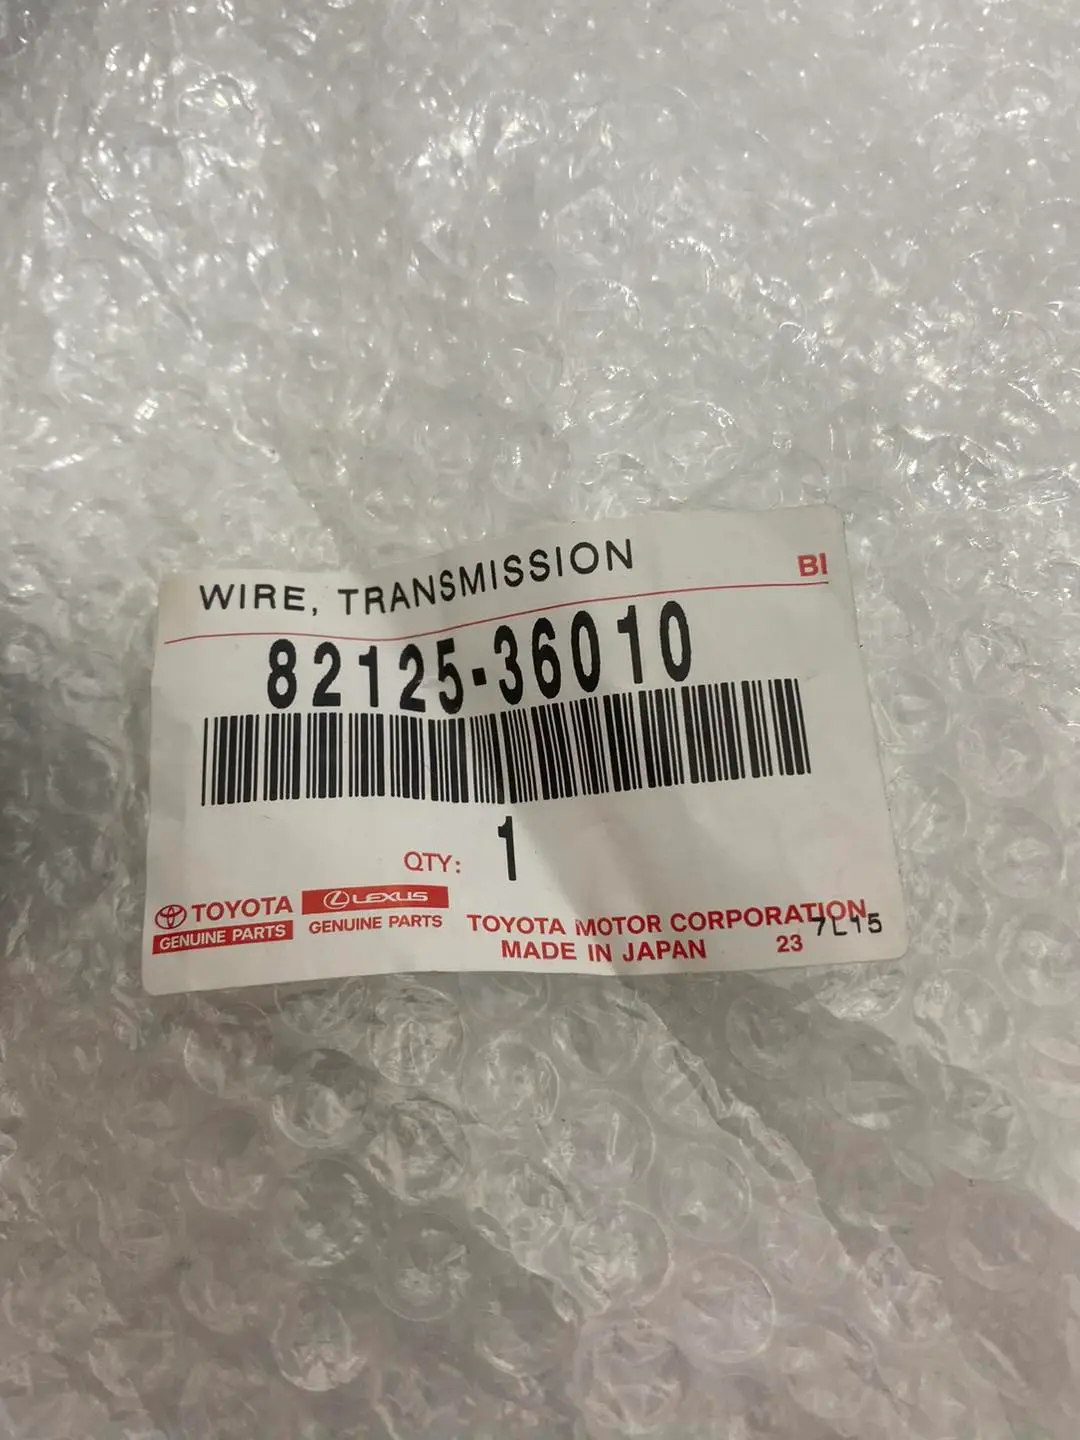 WIRE, TRANSMISSION
BI
82125-36010
QTY: 1
TOYOTA
GENUINE PARTS
LEXUS
GENUINE PARTS
TOYOTA MOTOR CORPORATION
MADE IN JAPAN 23 7L15